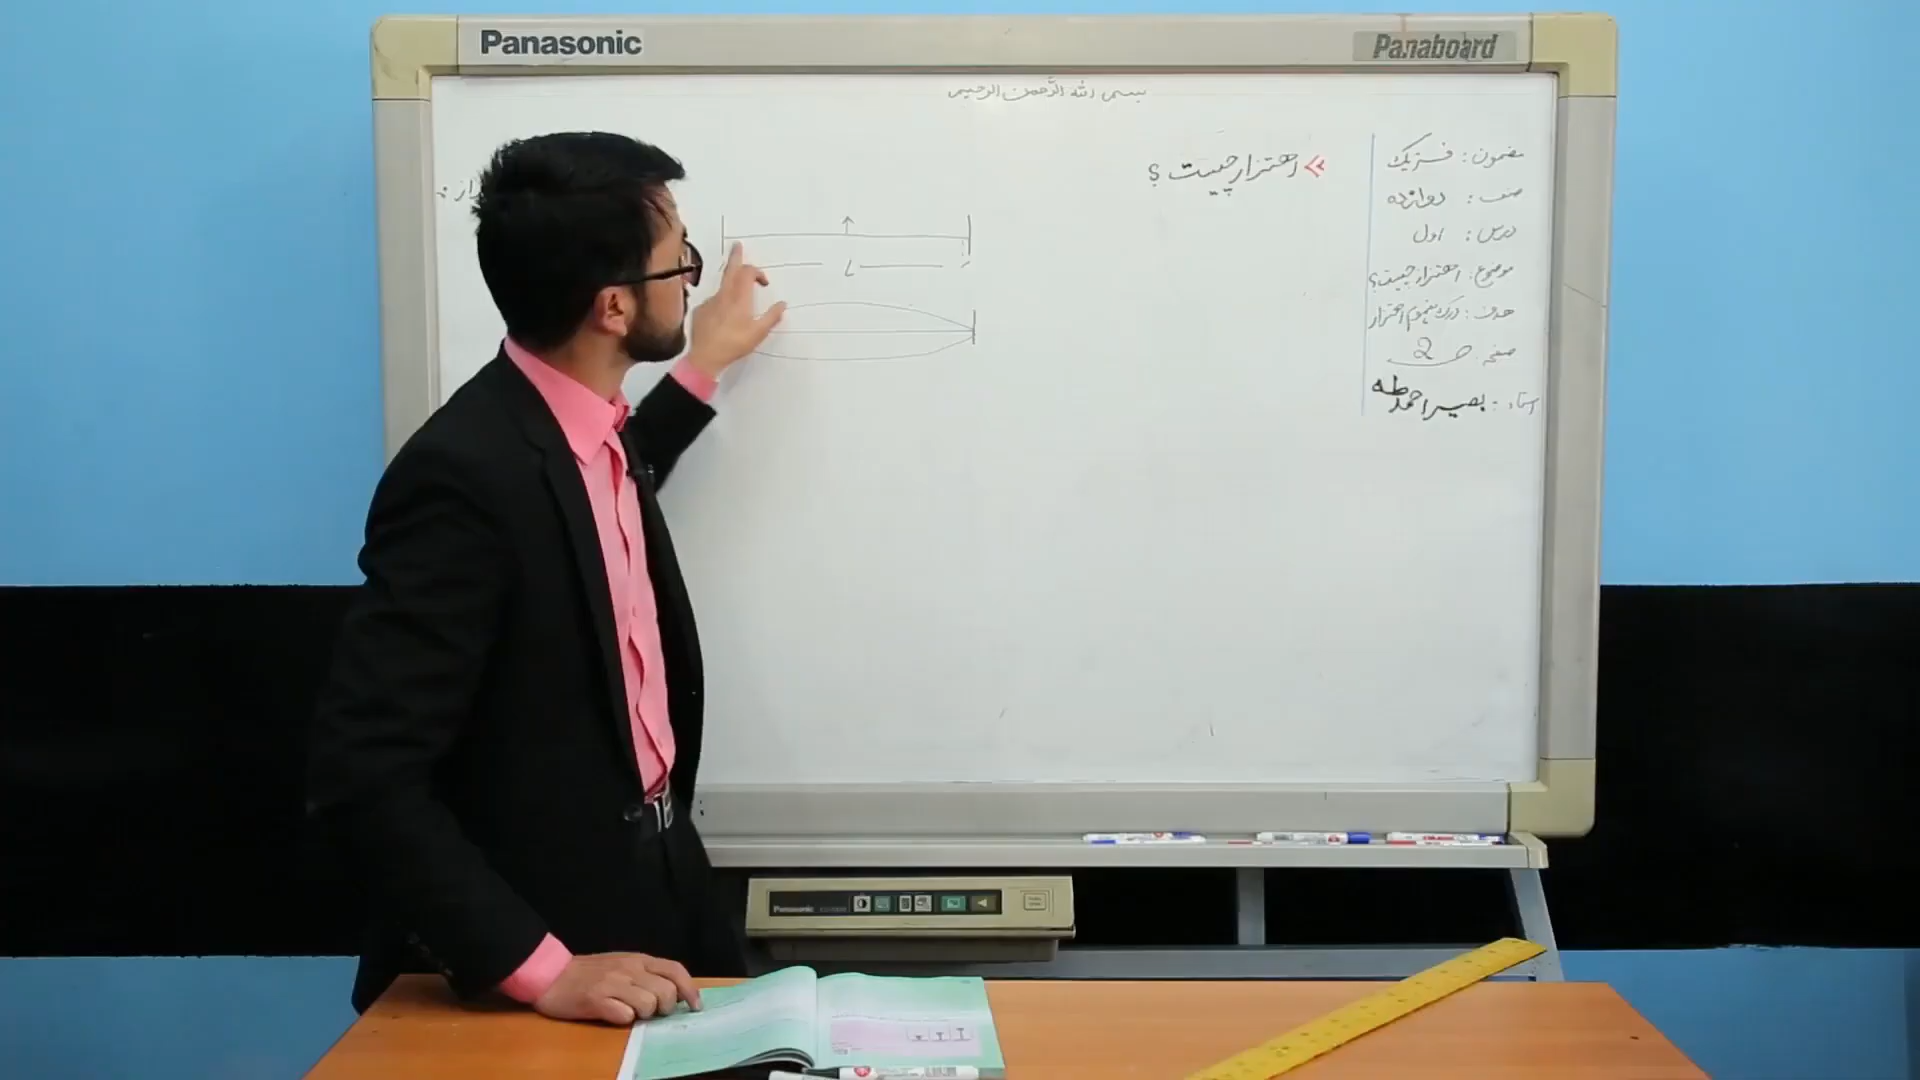 Panasonic
Panaboard
بسم الله الرحمن الرحیم
اهتزاز چیست؟
مضمون: فزیک
صنف: دوازده
درس: اول
موضوع: اهتزاز چیست؟
هدف: درک مفهوم اهتزاز
صفحه: 2
استاد: بصیر احمد طه
L
Panasonic